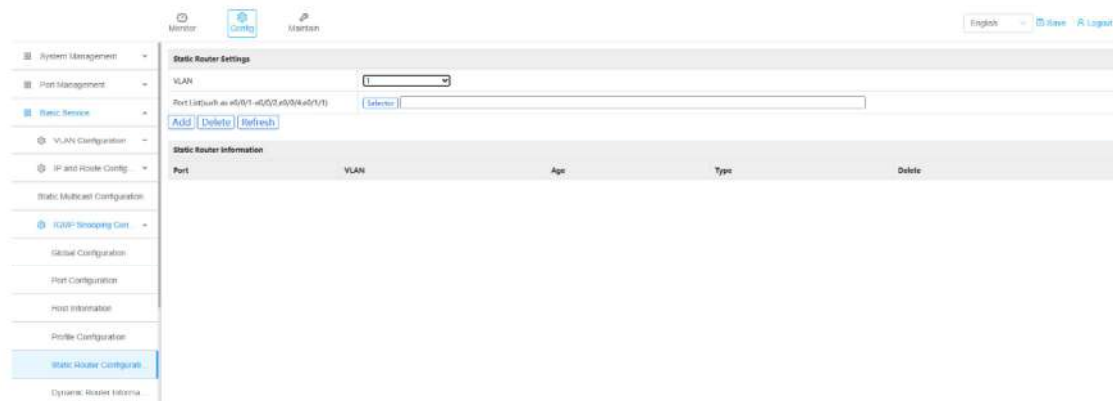 Monitor
Config
Maintain
English
Save
Logout
System Management
Port Management
Basic Service
VLAN Configuration
IP and Route Config...
Static Multicast Configuration
IGMP Snooping Con...
Global Configuration
Port Configuration
Host Information
Profile Configuration
Static Router Configurati...
Dynamic Router Informa...
Static Router Settings
VLAN
1
Port List(such as e0/0/1-e0/0/2,e0/0/4,e0/1/1)
Selector
Add Delete Refresh
Static Router Information
Port VLAN Age Type Delete